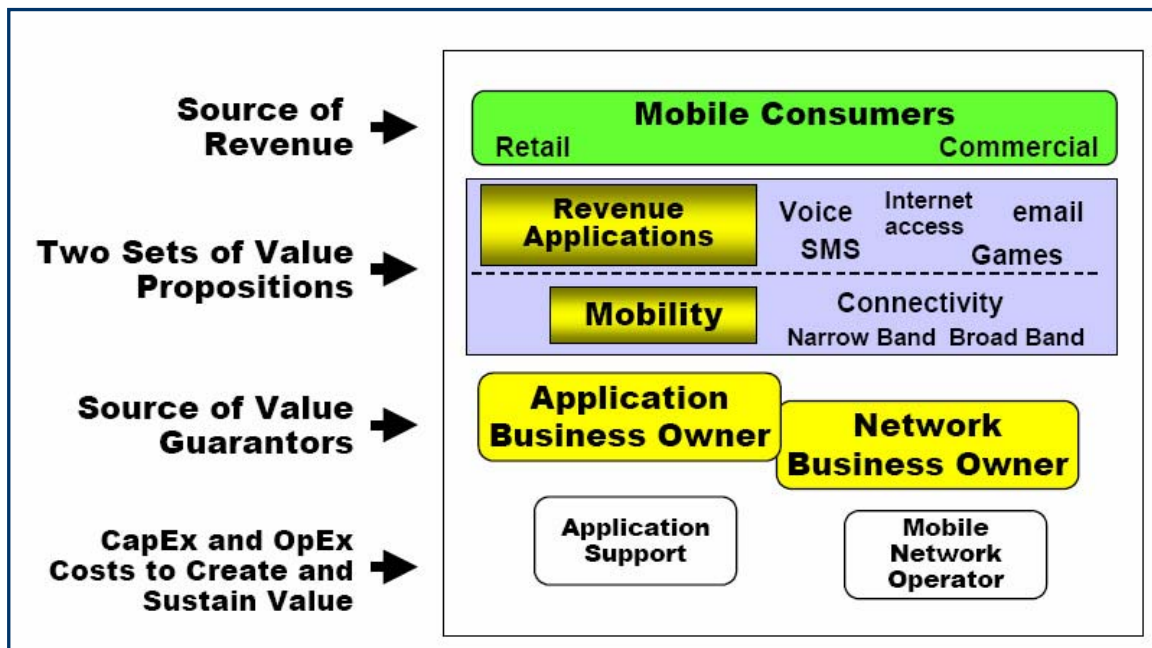 Source of
Revenue
Mobile Consumers
Retail
Commercial
Two Sets of Value
Propositions
Revenue
Applications
Voice
Internet
access
email
SMS
Games
Mobility
Connectivity
Narrow Band Broad Band
Source of Value
Guarantors
Application
Business Owner
Network
Business Owner
CapEx and OpEx
Costs to Create and
Sustain Value
Application
Support
Mobile
Network
Operator